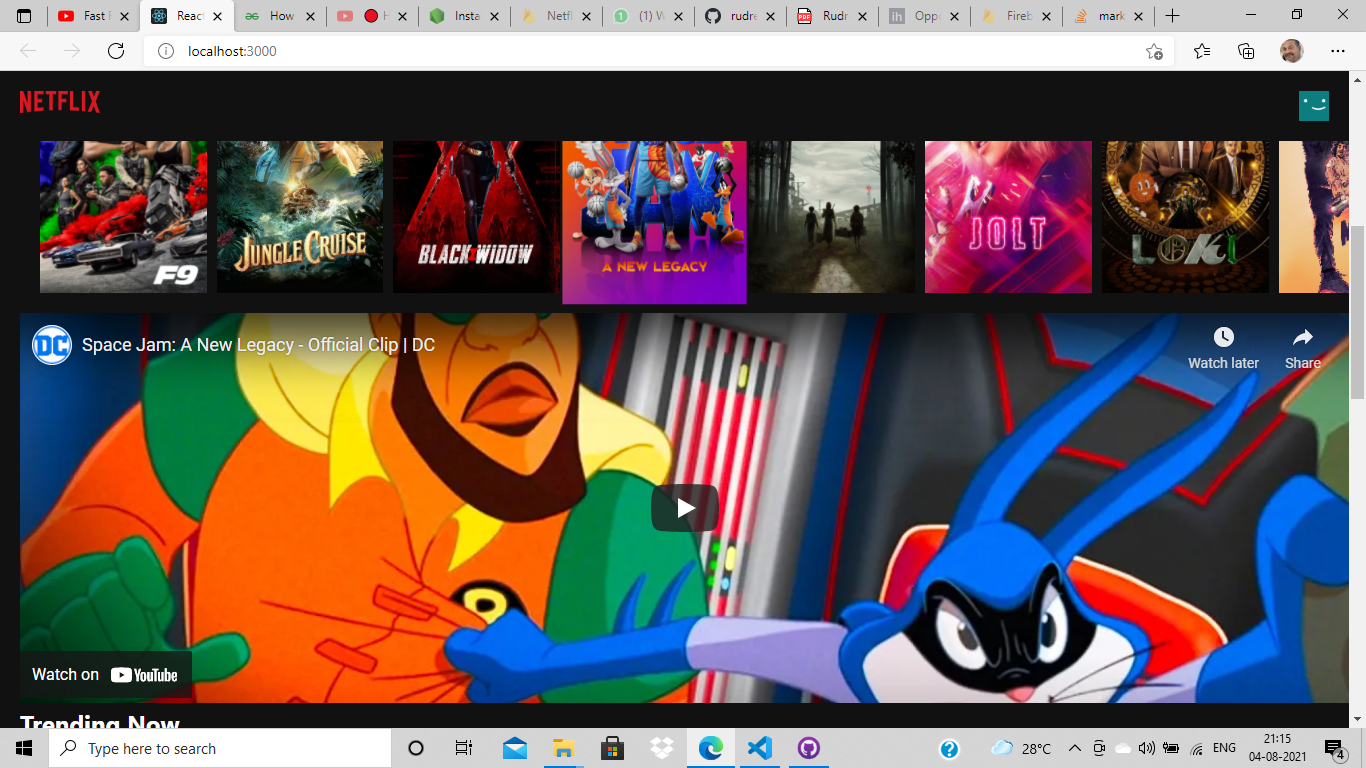 Fast F
React
How
H
Insta
Netfl
(1) W
rudre
Rudr
Oppo
Fireb
mark
localhost:3000
NETFLIX
F9
JUNGLE CRUISE
BLACK WIDOW
A NEW LEGACY
JOLT
LOKI
DC
Space Jam: A New Legacy - Official Clip | DC
Watch later
Share
Watch on YouTube
Trending Now
Type here to search
28°C
ENG
21:15
04-08-2021
4